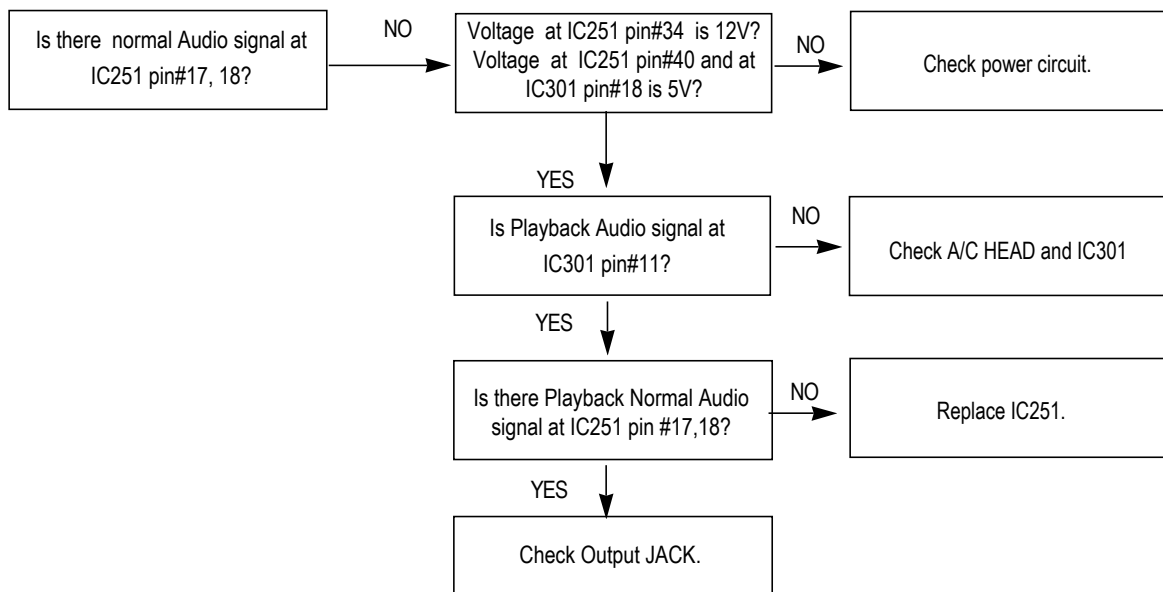 Is there normal Audio signal at
IC251 pin#17, 18?
NO
Voltage at IC251 pin#34 is 12V?
Voltage at IC251 pin#40 and at
IC301 pin#18 is 5V?
NO
Check power circuit.
YES
Is Playback Audio signal at
IC301 pin#11?
NO
Check A/C HEAD and IC301
YES
Is there Playback Normal Audio
signal at IC251 pin #17,18?
NO
Replace IC251.
YES
Check Output JACK.